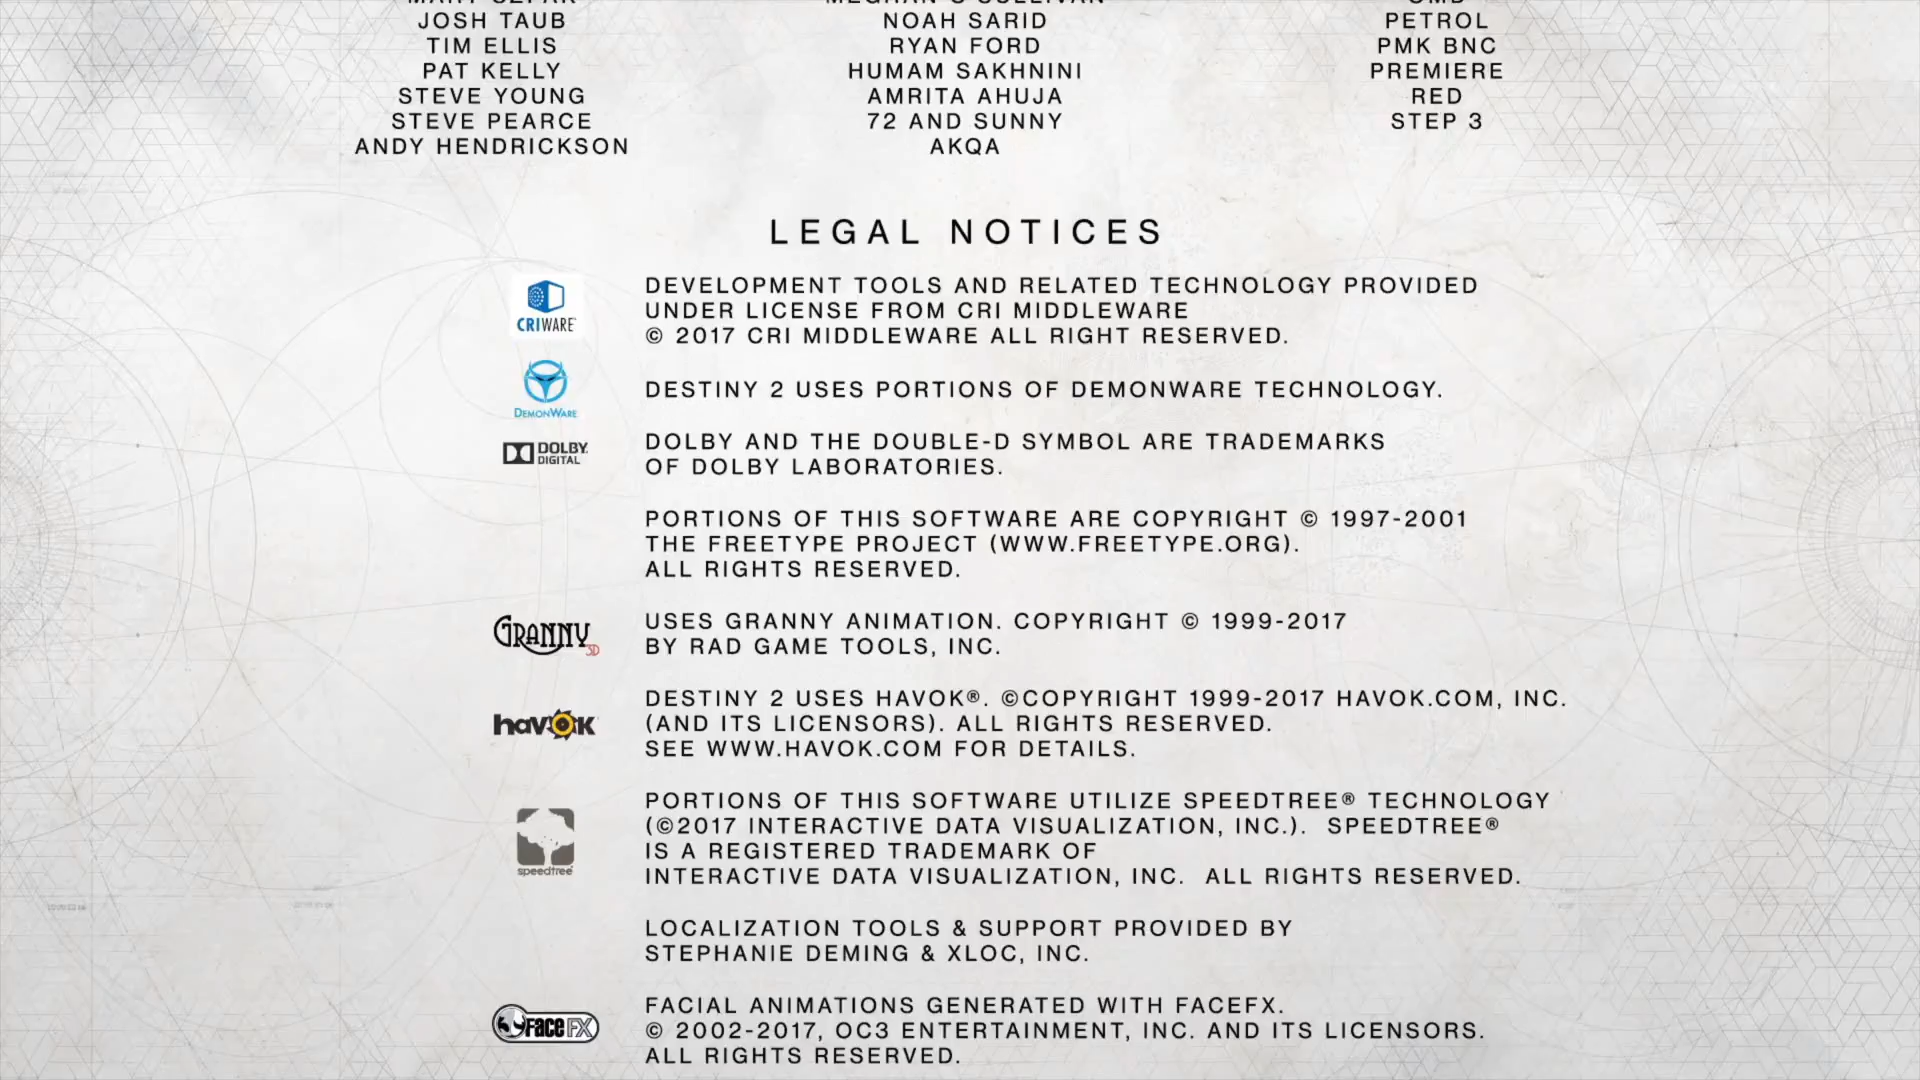 JOSH TAUB
TIM ELLIS
PAT KELLY
STEVE YOUNG
STEVE PEARCE
ANDY HENDRICKSON
MEGHAN O'SULLIVAN
NOAH SARID
RYAN FORD
HUMAM SAKHNINI
AMRITA AHUJA
72 AND SUNNY
AKQA
PETROL
PMK BNC
PREMIERE
RED
STEP 3
LEGAL NOTICES
CRIWARE™
DEVELOPMENT TOOLS AND RELATED TECHNOLOGY PROVIDED
UNDER LICENSE FROM CRI MIDDLEWARE
© 2017 CRI MIDDLEWARE ALL RIGHT RESERVED.
DEMONWARE
DESTINY 2 USES PORTIONS OF DEMONWARE TECHNOLOGY.
DOLBY
DIGITAL
DOLBY AND THE DOUBLE-D SYMBOL ARE TRADEMARKS
OF DOLBY LABORATORIES.
PORTIONS OF THIS SOFTWARE ARE COPYRIGHT © 1997-2001
THE FREETYPE PROJECT (WWW.FREETYPE.ORG).
ALL RIGHTS RESERVED.
GRANNY 3D
USES GRANNY ANIMATION. COPYRIGHT © 1999-2017
BY RAD GAME TOOLS, INC.
havok
DESTINY 2 USES HAVOK®. ©COPYRIGHT 1999-2017 HAVOK.COM, INC.
(AND ITS LICENSORS). ALL RIGHTS RESERVED.
SEE WWW.HAVOK.COM FOR DETAILS.
speedtree
PORTIONS OF THIS SOFTWARE UTILIZE SPEEDTREE® TECHNOLOGY
(©2017 INTERACTIVE DATA VISUALIZATION, INC.). SPEEDTREE®
IS A REGISTERED TRADEMARK OF
INTERACTIVE DATA VISUALIZATION, INC. ALL RIGHTS RESERVED.
LOCALIZATION TOOLS & SUPPORT PROVIDED BY
STEPHANIE DEMING & XLOC, INC.
FACE FX
FACIAL ANIMATIONS GENERATED WITH FACEFX.
© 2002-2017, OC3 ENTERTAINMENT, INC. AND ITS LICENSORS.
ALL RIGHTS RESERVED.